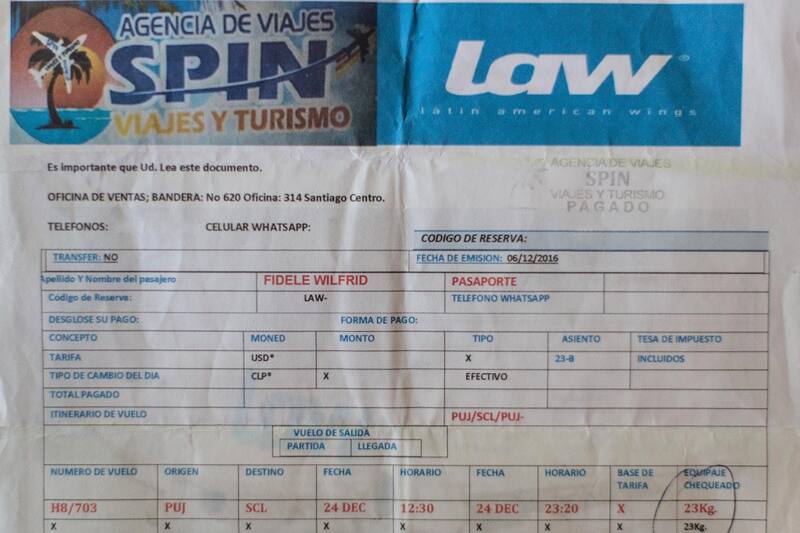 AGENCIA DE VIAJES
SPIN
VIAJES Y TURISMO
Law®
latin american wings
Es importante que Ud. Lea este documento.
AGENCIA DE VIAJES
SPIN
VIAJES Y TURISMO
PAGADO
OFICINA DE VENTAS; BANDERA: No 620 Oficina: 314 Santiago Centro.
TELEFONOS: CELULAR WHATSAPP:
CODIGO DE RESERVA:
TRANSFER: NO FECHA DE EMISION: 06/12/2016
Apellido Y Nombre del pasajero FIDELE WILFRID PASAPORTE
Código de Reserva: LAW- TELEFONO WHATSAPP
DESGLOSE SU PAGO: FORMA DE PAGO:
CONCEPTO MONED MONTO TIPO ASIENTO TESA DE IMPUESTO
TARIFA USD* X 23-B INCLUIDOS
TIPO DE CAMBIO DEL DIA CLP* X EFECTIVO
TOTAL PAGADO
ITINERARIO DE VUELO PUJ/SCL/PUJ-
VUELO DE SALIDA
PARTIDA LLEGADA
NUMERO DE VUELO ORIGEN DESTINO FECHA HORARIO FECHA HORARIO BASE DE TARIFA EQUIPAJE CHEQUEADO
H8/703 PUJ SCL 24 DEC 12:30 24 DEC 23:20 X 23Kg.
X X X X X X X X 23Kg.